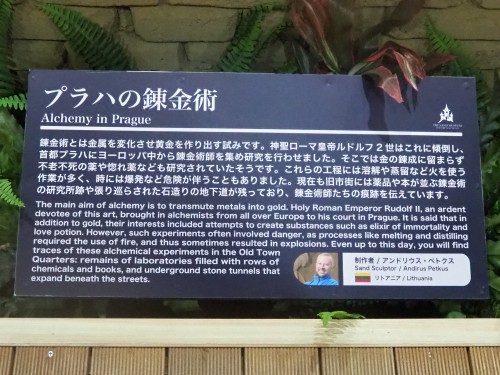 プラハの錬金術
Alchemy in Prague
錬金術とは金属を変化させ黄金を作り出す試みです。神聖ローマ皇帝ルドルフ２世はこれに傾倒し、
首都プラハにヨーロッパ中から錬金術師を集め研究を行わせました。そこでは金の錬成に留まらず
不老不死の薬や惚れ薬なども研究されていたそうです。これらの工程には溶解や蒸留など火を使う
作業が多く、時には爆発など危険が伴うこともありました。現在も旧市街には薬品や本が並ぶ錬金術師
の研究所跡や張り巡らされた石造りの地下道が残っており、錬金術師たちの痕跡を伝えています。
The main aim of alchemy is to transmute metals into gold. Holy Roman Emperor Rudolf II, an ardent
devotee of this art, brought in alchemists from all over Europe to his court in Prague. It is said that in
addition to gold, their interests included attempts to create substances such as elixir of immortality and
love potion. However, such experiments often involved danger, as processes like melting and distilling
required the use of fire, and thus sometimes resulted in explosions. Even up to this day, you will find
traces of these alchemical experiments in the Old Town
Quarters: remains of laboratories filled with rows of
chemicals and books, and underground stone tunnels that
expand beneath the streets.
制作者 / アンドリウス・ペトクス
Sand Sculptor / Andirus Petkus
リトアニア / Lithuania